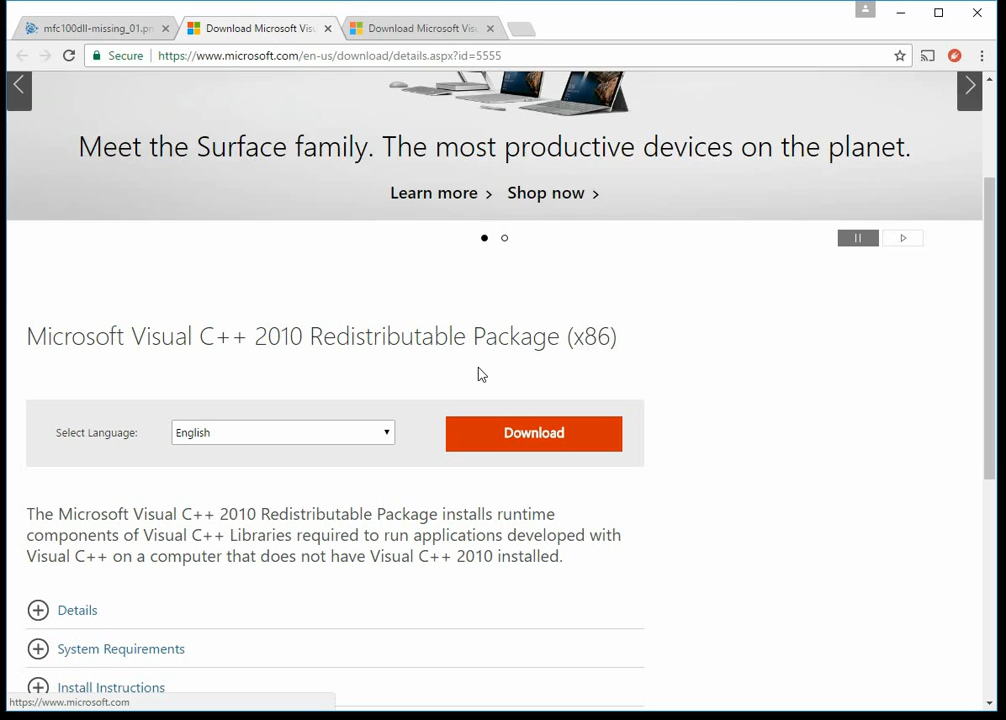 mfc100dll-missing_01.pn
Download Microsoft Visu
Download Microsoft Visu
Secure
https://www.microsoft.com/en-us/download/details.aspx?id=5555
Meet the Surface family. The most productive devices on the planet.
Learn more >
Shop now >
Microsoft Visual C++ 2010 Redistributable Package (x86)
Select Language:
English
Download
The Microsoft Visual C++ 2010 Redistributable Package installs runtime
components of Visual C++ Libraries required to run applications developed with
Visual C++ on a computer that does not have Visual C++ 2010 installed.
Details
System Requirements
Install Instructions
https://www.microsoft.com